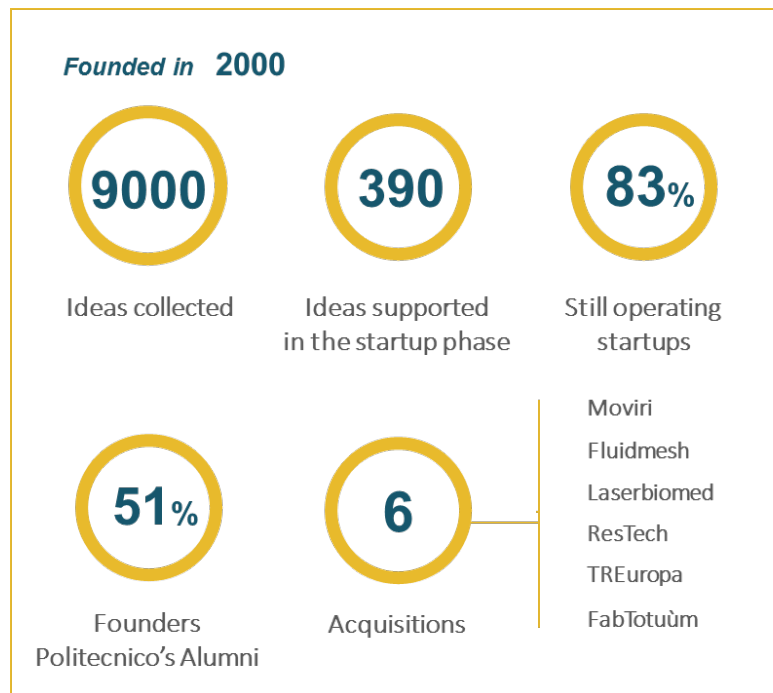 Founded in 2000
9000
390
83%
Ideas collected
Ideas supported
in the startup phase
Still operating
startups
51%
6
Founders
Politecnico’s Alumni
Acquisitions
Moviri
Fluidmesh
Laserbiomed
ResTech
TREuropa
FabTotuùm